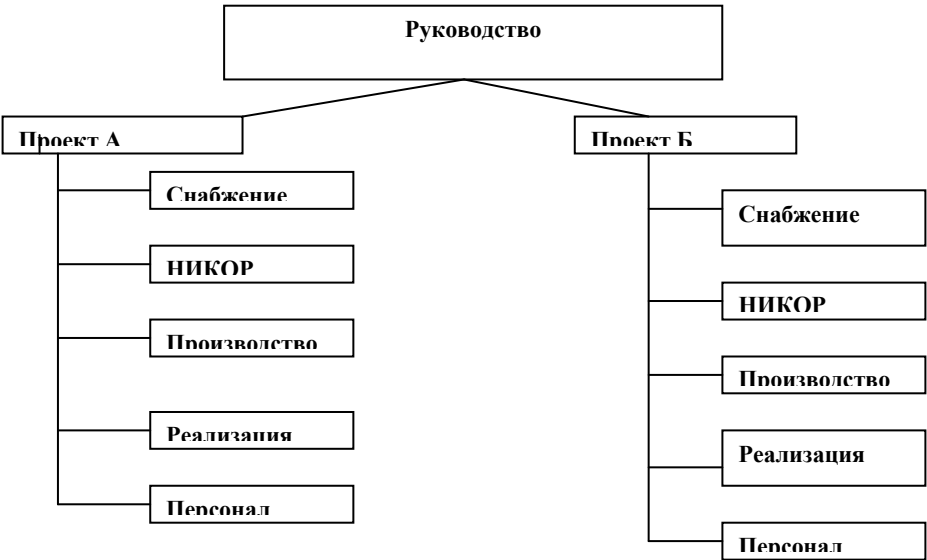 Руководство
Проект А
Снабжение
НИКОР
Производство
Реализация
Персонал
Проект Б
Снабжение
НИКОР
Производство
Реализация
Персонал